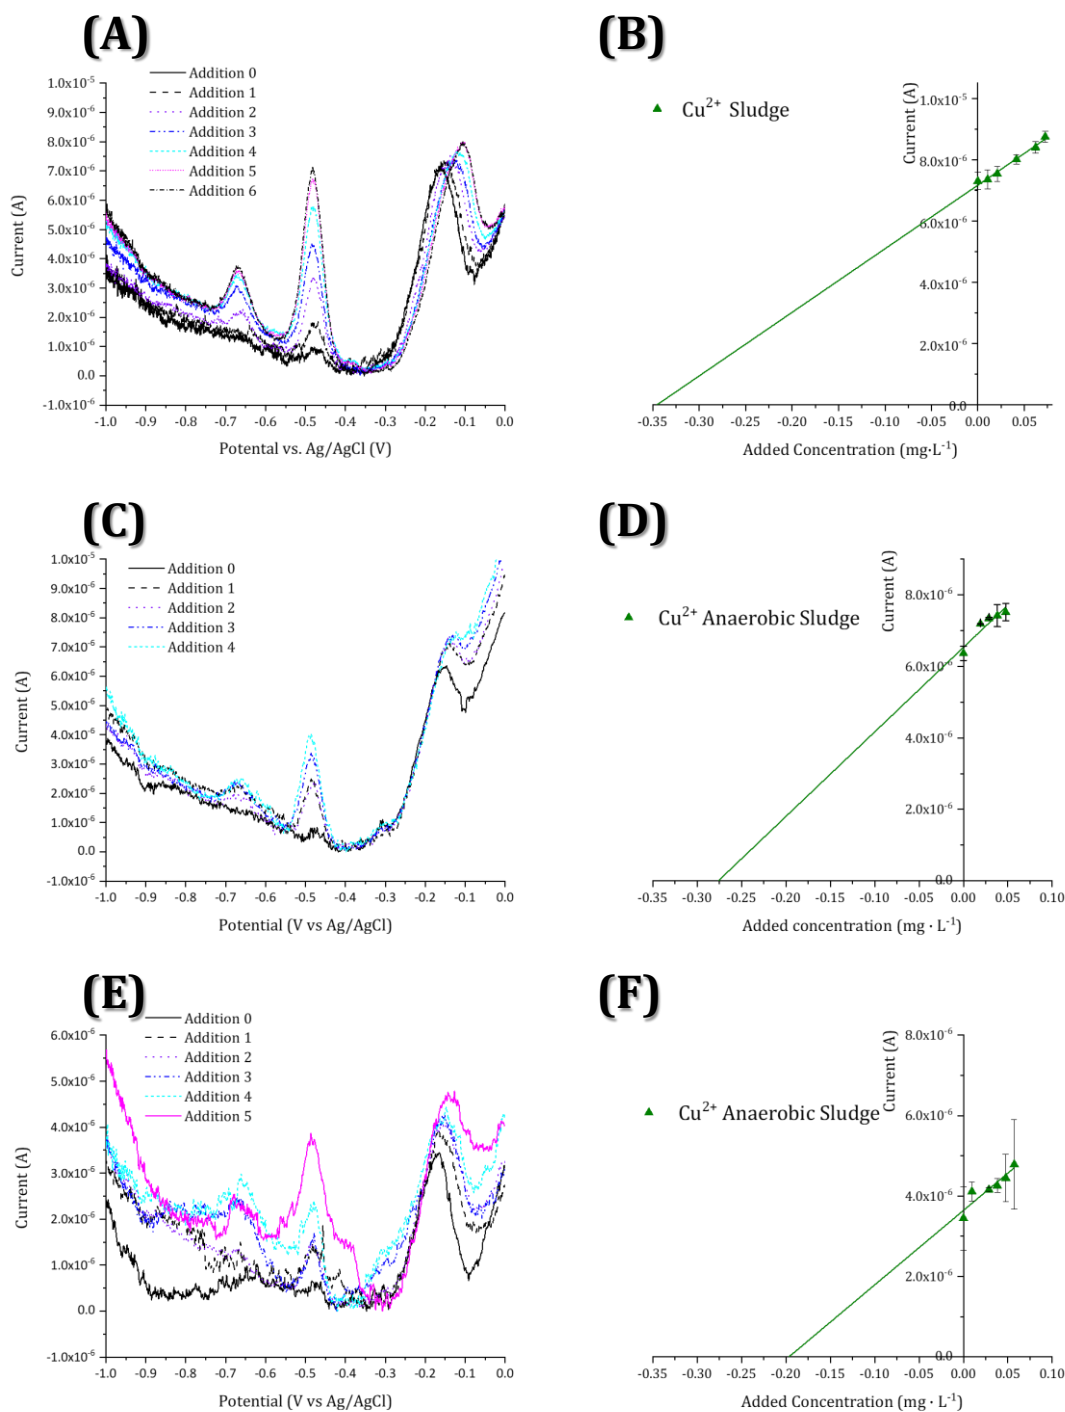 (A)
Addition 0
Addition 1
Addition 2
Addition 3
Addition 4
Addition 5
Addition 6
1.0x10⁻⁵
9.0x10⁻⁶
8.0x10⁻⁶
7.0x10⁻⁶
6.0x10⁻⁶
5.0x10⁻⁶
4.0x10⁻⁶
3.0x10⁻⁶
2.0x10⁻⁶
1.0x10⁻⁶
0.0
-1.0x10⁻⁶
Current (A)
-1.0 -0.9 -0.8 -0.7 -0.6 -0.5 -0.4 -0.3 -0.2 -0.1 0.0
Potental vs. Ag/AgCl (V)
(B)
Cu²⁺ Sludge
Current (A)
1.0x10⁻⁵
8.0x10⁻⁶
6.0x10⁻⁶
4.0x10⁻⁶
2.0x10⁻⁶
0.0
-0.35 -0.30 -0.25 -0.20 -0.15 -0.10 -0.05 0.00 0.05
Added Concentration (mg·L⁻¹)
(C)
Addition 0
Addition 1
Addition 2
Addition 3
Addition 4
1.0x10⁻⁵
9.0x10⁻⁶
8.0x10⁻⁶
7.0x10⁻⁶
6.0x10⁻⁶
5.0x10⁻⁶
4.0x10⁻⁶
3.0x10⁻⁶
2.0x10⁻⁶
1.0x10⁻⁶
0.0
-1.0x10⁻⁶
Current (A)
-1.0 -0.9 -0.8 -0.7 -0.6 -0.5 -0.4 -0.3 -0.2 -0.1 0.0
Potential (V vs Ag/AgCl)
(D)
Cu²⁺ Anaerobic Sludge
Current (A)
8.0x10⁻⁶
6.0x10⁻⁶
4.0x10⁻⁶
2.0x10⁻⁶
0.0
-0.35 -0.30 -0.25 -0.20 -0.15 -0.10 -0.05 0.00 0.05 0.10
Added concentration (mg · L⁻¹)
(E)
Addition 0
Addition 1
Addition 2
Addition 3
Addition 4
Addition 5
6.0x10⁻⁶
5.0x10⁻⁶
4.0x10⁻⁶
3.0x10⁻⁶
2.0x10⁻⁶
1.0x10⁻⁶
0.0
-1.0x10⁻⁶
Current (A)
-1.0 -0.9 -0.8 -0.7 -0.6 -0.5 -0.4 -0.3 -0.2 -0.1 0.0
Potential (V vs Ag/AgCl)
(F)
Cu²⁺ Anaerobic Sludge
Current (A)
8.0x10⁻⁶
6.0x10⁻⁶
4.0x10⁻⁶
2.0x10⁻⁶
0.0
-0.35 -0.30 -0.25 -0.20 -0.15 -0.10 -0.05 0.00 0.05 0.10
Added Concentration (mg · L⁻¹)